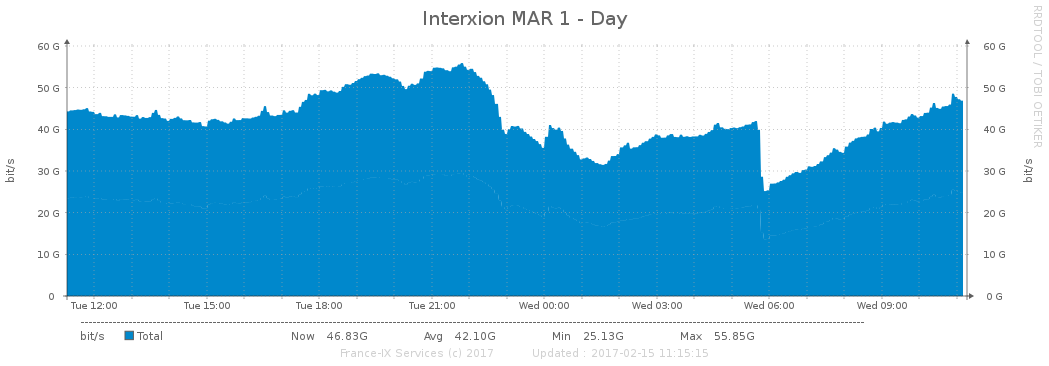 Interxion MAR 1 - Day
RRDTOOL / TOBI OETIKER
60 G 60 G
50 G 50 G
40 G 40 G
30 G 30 G
20 G 20 G
10 G 10 G
0 0 G
bit/s bit/s
Tue 12:00 Tue 15:00 Tue 18:00 Tue 21:00 Wed 00:00 Wed 03:00 Wed 06:00 Wed 09:00
bit/s Total Now 46.83G Avg 42.10G Min 25.13G Max 55.85G
France-IX Services (c) 2017 Updated : 2017-02-15 11:15:15